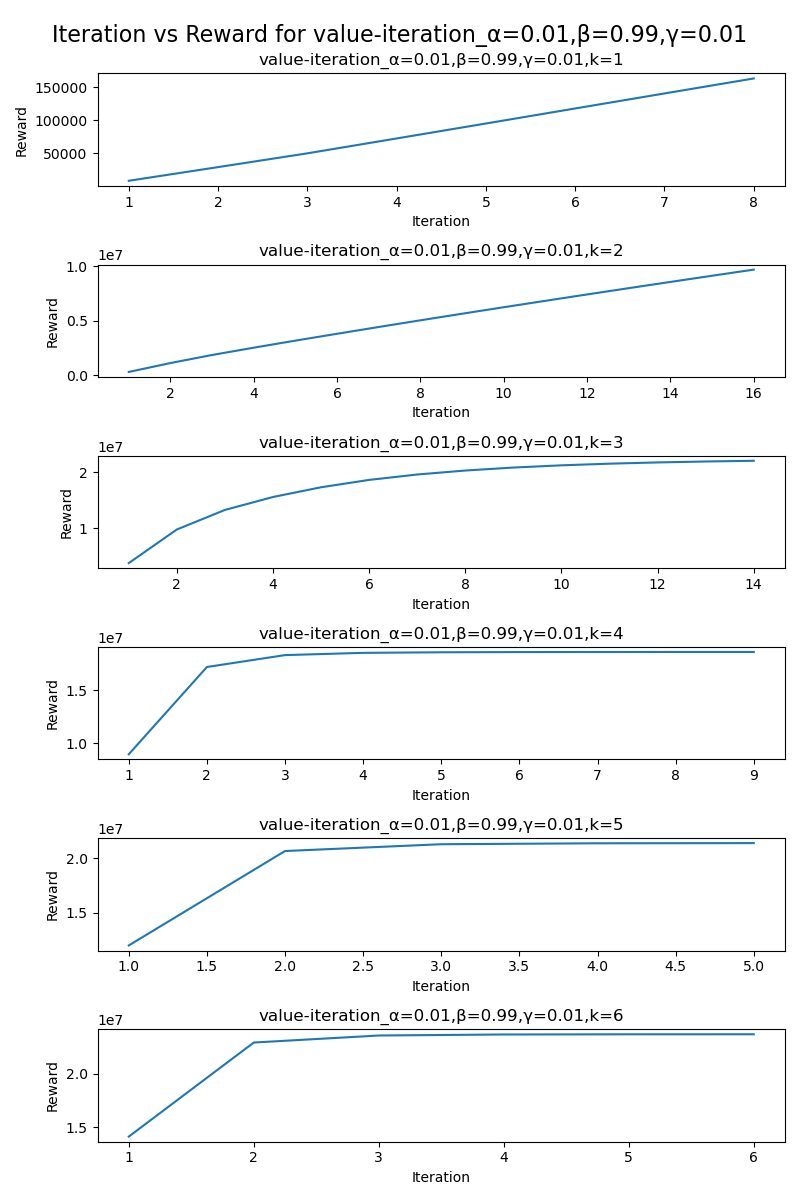 Iteration vs Reward for value-iteration_α=0.01,β=0.99,γ=0.01
value-iteration_α=0.01,β=0.99,γ=0.01,k=1
150000
100000
50000
Reward
1 2 3 4 5 6 7 8
Iteration
value-iteration_α=0.01,β=0.99,γ=0.01,k=2
1e7
1.0
0.5
0.0
Reward
2 4 6 8 10 12 14 16
Iteration
value-iteration_α=0.01,β=0.99,γ=0.01,k=3
1e7
2
1
Reward
2 4 6 8 10 12 14
Iteration
value-iteration_α=0.01,β=0.99,γ=0.01,k=4
1e7
1.5
1.0
Reward
1 2 3 4 5 6 7 8 9
Iteration
value-iteration_α=0.01,β=0.99,γ=0.01,k=5
1e7
2.0
1.5
Reward
1.0 1.5 2.0 2.5 3.0 3.5 4.0 4.5 5.0
Iteration
value-iteration_α=0.01,β=0.99,γ=0.01,k=6
1e7
2.0
1.5
Reward
1 2 3 4 5 6
Iteration